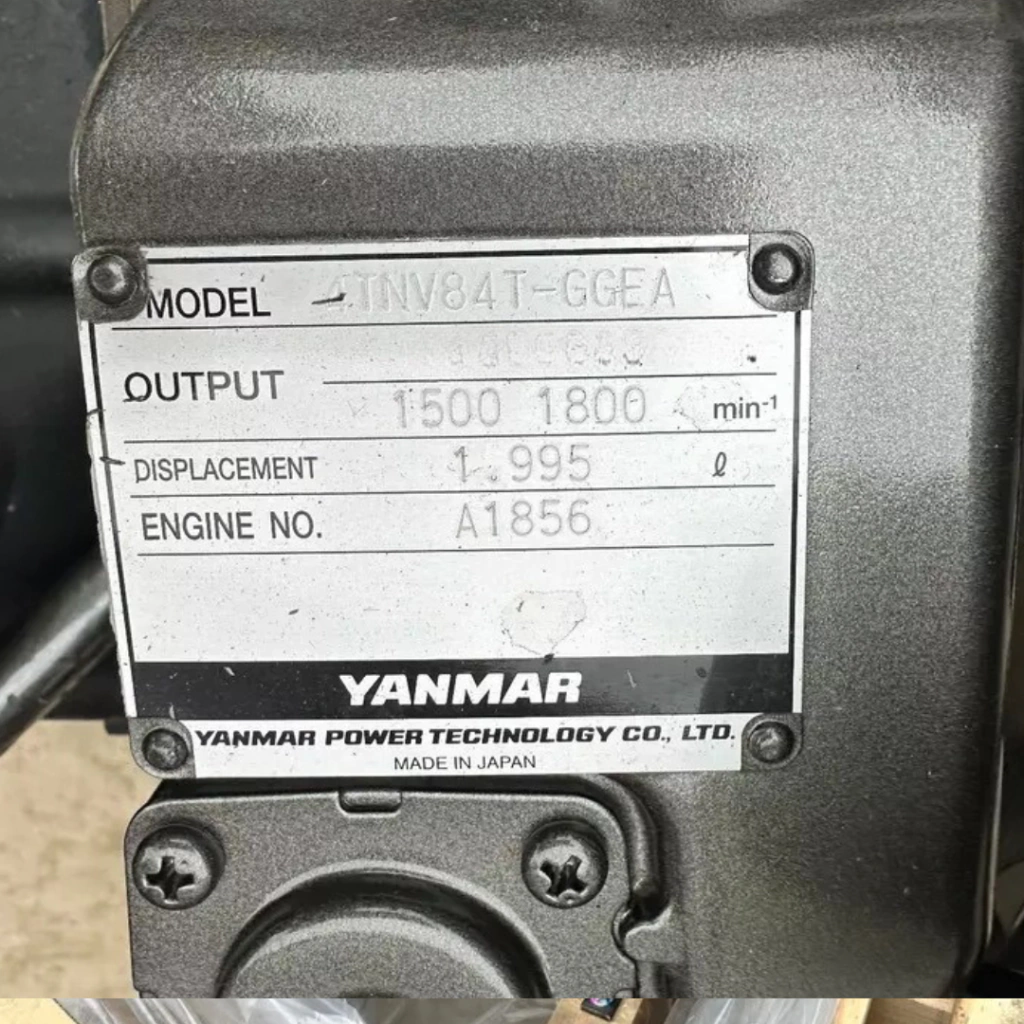 MODEL 4TNV84T-GGEA
OUTPUT
1500 1800 min-1
DISPLACEMENT 1.995 ℓ
ENGINE NO. A1856
YANMAR
YANMAR POWER TECHNOLOGY CO., LTD.
MADE IN JAPAN